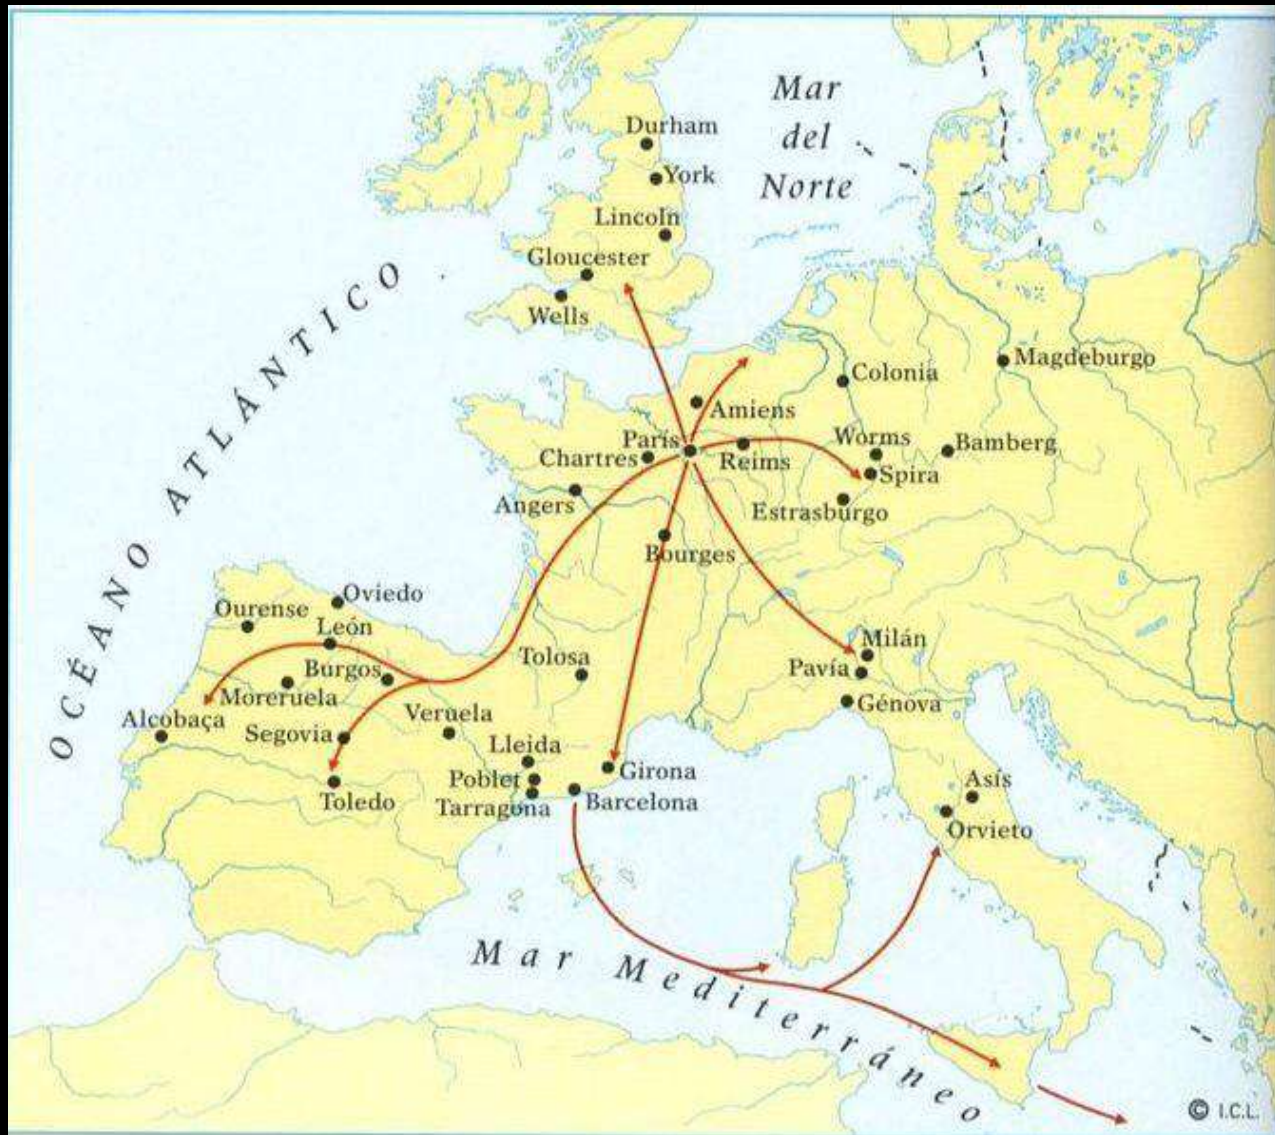 Mar
del
Norte
Durham
York
Lincoln
Gloucester
Wells
OCÉANO ATLÁNTICO
Colonia
Magdeburgo
Amiens
París
Chartres
Reims
Worms
Bamberg
Spira
Angers
Estrasburgo
Bourges
Oviedo
Ourense
León
Burgos
Moreruela
Tolosa
Milán
Pavía
Génova
Alcobaça
Segovia
Veruela
Lleida
Poblet
Girona
Toledo
Tarragona
Barcelona
Asís
Orvieto
Mar Mediterráneo
© I.C.L.